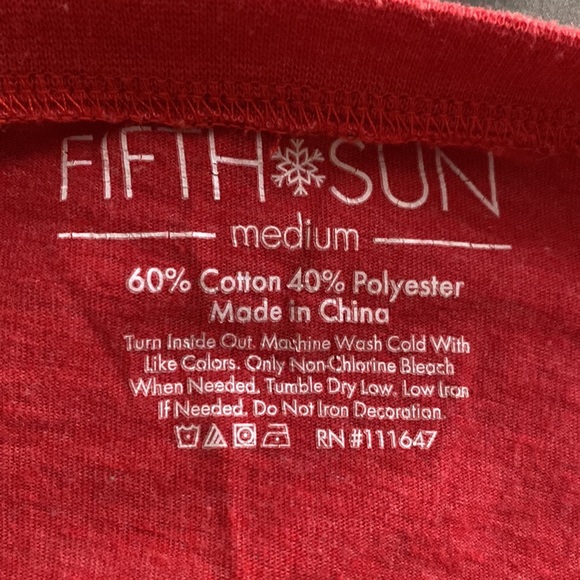 FIFTH SUN
medium
60% Cotton 40% Polyester
Made in China
Turn Inside Out. Machine Wash Cold With
Like Colors. Only Non-Chlorine Bleach
When Needed. Tumble Dry Low. Low Iron
If Needed. Do Not Iron Decoration.
RN #111647